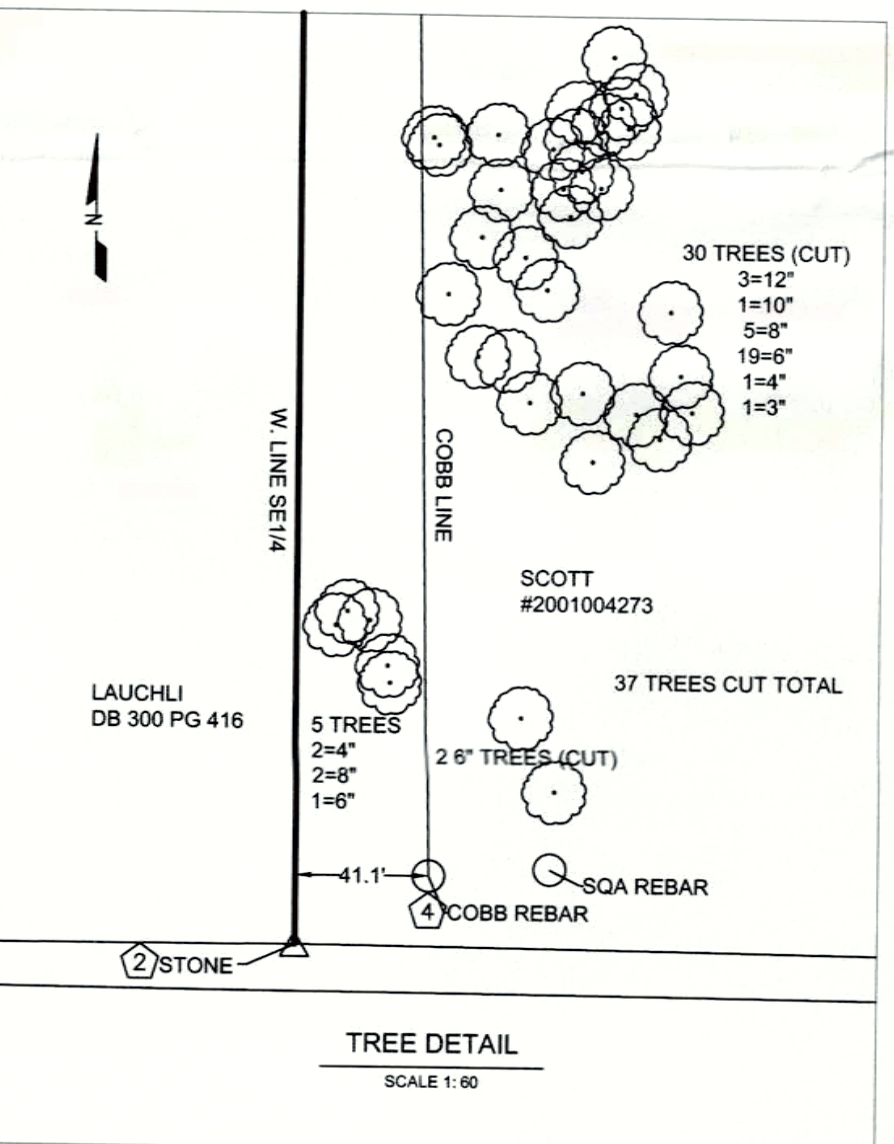 N
30 TREES (CUT)
3=12"
1=10"
5=8"
19=6"
1=4"
1=3"
W. LINE SE1/4
COBB LINE
SCOTT
#2001004273
37 TREES CUT TOTAL
LAUCHLI
DB 300 PG 416
5 TREES
2=4"
2=8"
1=6"
2 6" TREES (CUT)
41.1'
SQA REBAR
4 COBB REBAR
2 STONE
TREE DETAIL
SCALE 1: 60